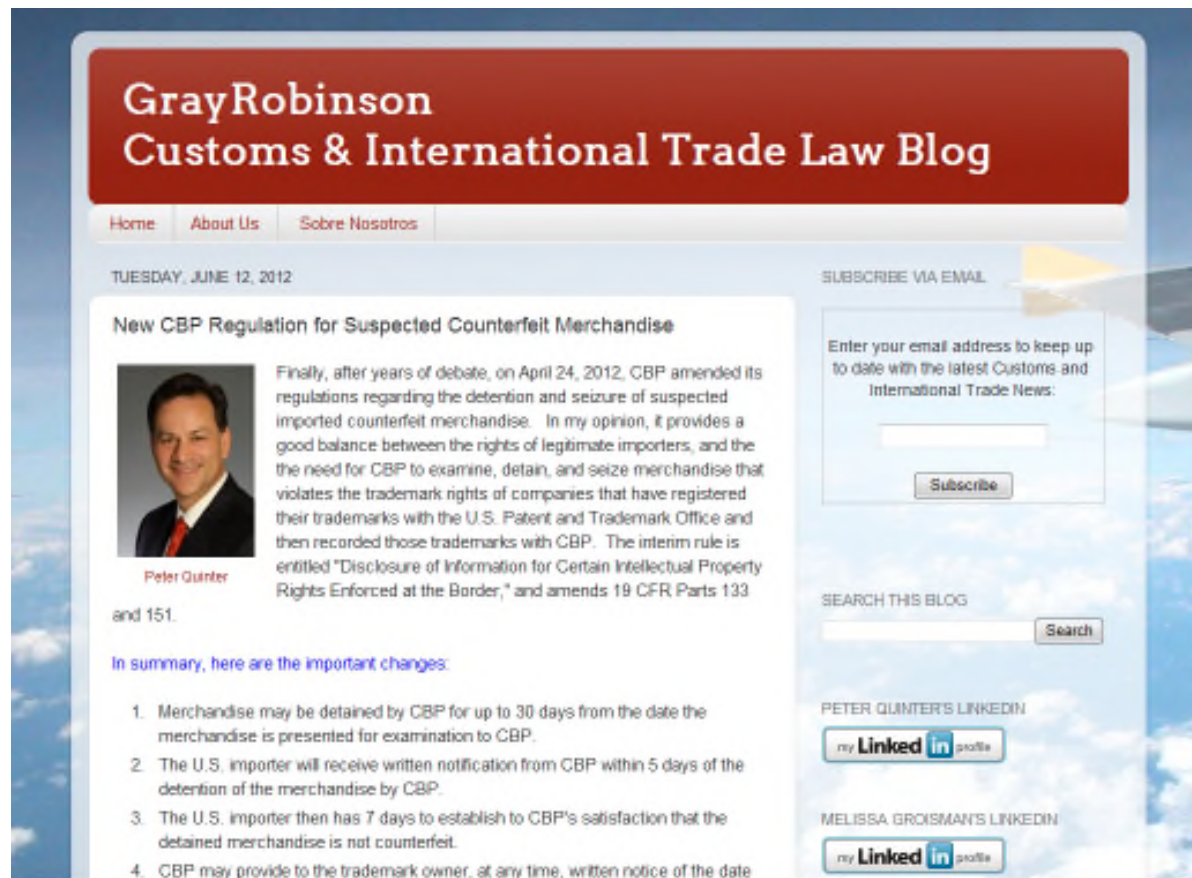 GrayRobinson
Customs & International Trade Law Blog
Home About Us Sobre Nosotros
TUESDAY, JUNE 12, 2012
New CBP Regulation for Suspected Counterfeit Merchandise
Finally, after years of debate, on April 24, 2012, CBP amended its
regulations regarding the detention and seizure of suspected
imported counterfeit merchandise. In my opinion, it provides a
good balance between the rights of legitimate importers, and the
the need for CBP to examine, detain, and seize merchandise that
violates the trademark rights of companies that have registered
their trademarks with the U.S. Patent and Trademark Office and
then recorded those trademarks with CBP. The interim rule is
entitled "Disclosure of Information for Certain Intellectual Property
Rights Enforced at the Border," and amends 19 CFR Parts 133
and 151.
Peter Quinter
In summary, here are the important changes:
1. Merchandise may be detained by CBP for up to 30 days from the date the
merchandise is presented for examination to CBP.
2. The U.S. importer will receive written notification from CBP within 5 days of the
detention of the merchandise by CBP.
3. The U.S. importer then has 7 days to establish to CBP's satisfaction that the
detained merchandise is not counterfeit.
4. CBP may provide to the trademark owner, at any time, written notice of the date
SUBSCRIBE VIA EMAIL
Enter your email address to keep up
to date with the latest Customs and
International Trade News:
Subscribe
SEARCH THIS BLOG
Search
PETER QUINTER'S LINKEDIN
my Linked in profile
MELISSA GROISMAN'S LINKEDIN
my Linked in profile